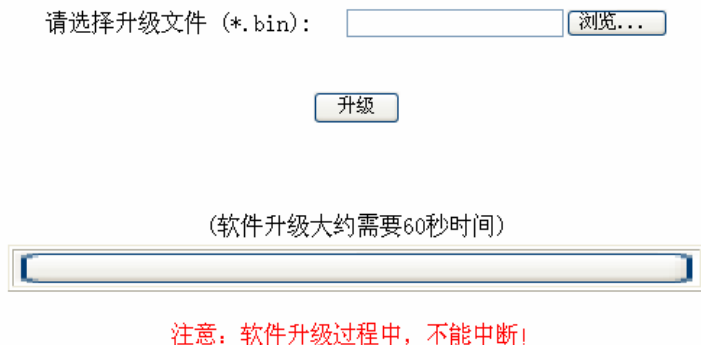 请选择升级文件 (*.bin): 浏览...
升级
(软件升级大约需要60秒时间)
注意: 软件升级过程中, 不能中断!